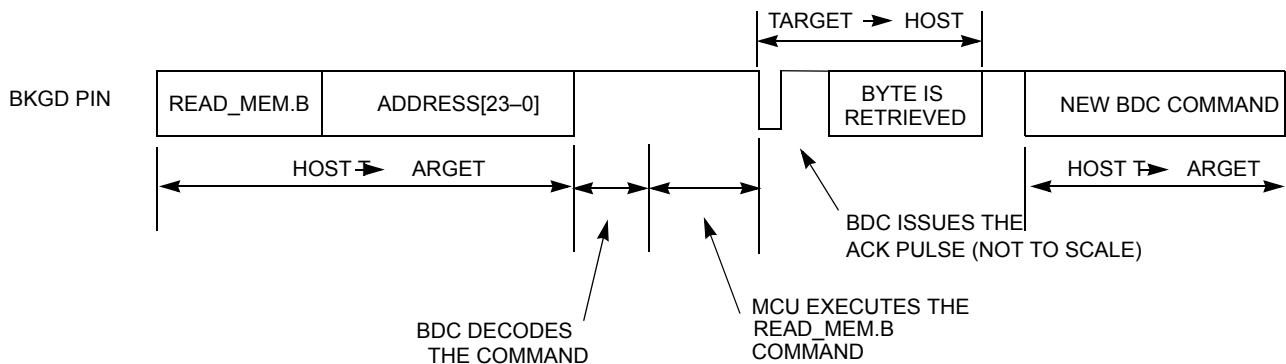 TARGET → HOST
BKGD PIN
READ_MEM.B
ADDRESS[23–0]
BYTE IS
RETRIEVED
NEW BDC COMMAND
HOST T→ ARGET
HOST T→ ARGET
BDC ISSUES THE
ACK PULSE (NOT TO SCALE)
BDC DECODES
THE COMMAND
MCU EXECUTES THE
READ_MEM.B
COMMAND